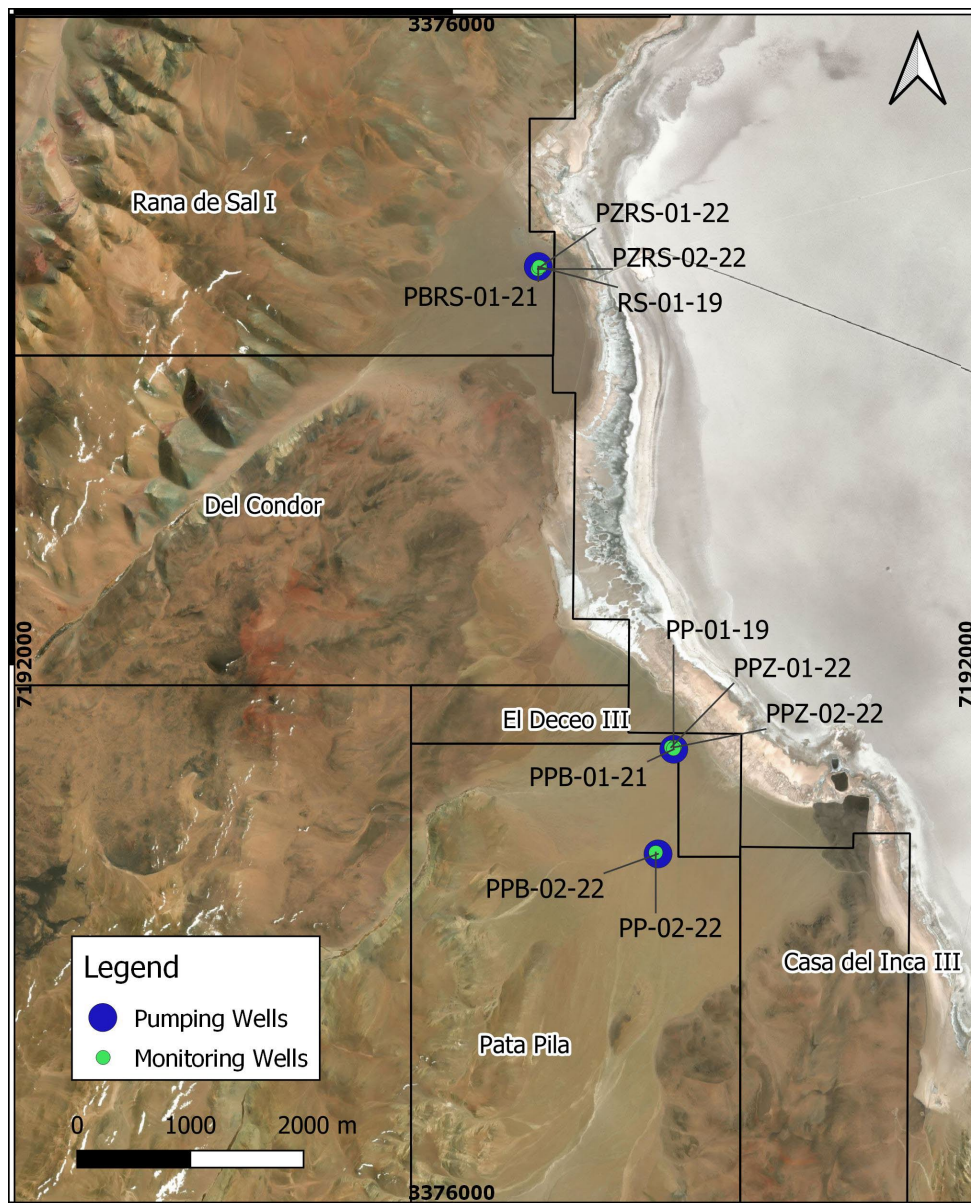 3376000
Rana de Sal I
PZRS-01-22
PZRS-02-22
PBRS-01-21
RS-01-19
Del Condor
7192000
7192000
PP-01-19
PPZ-01-22
PPZ-02-22
El Deceo III
PPB-01-21
PPB-02-22
PP-02-22
Casa del Inca III
Pata Pila
Legend
Pumping Wells
Monitoring Wells
0 1000 2000 m
3376000